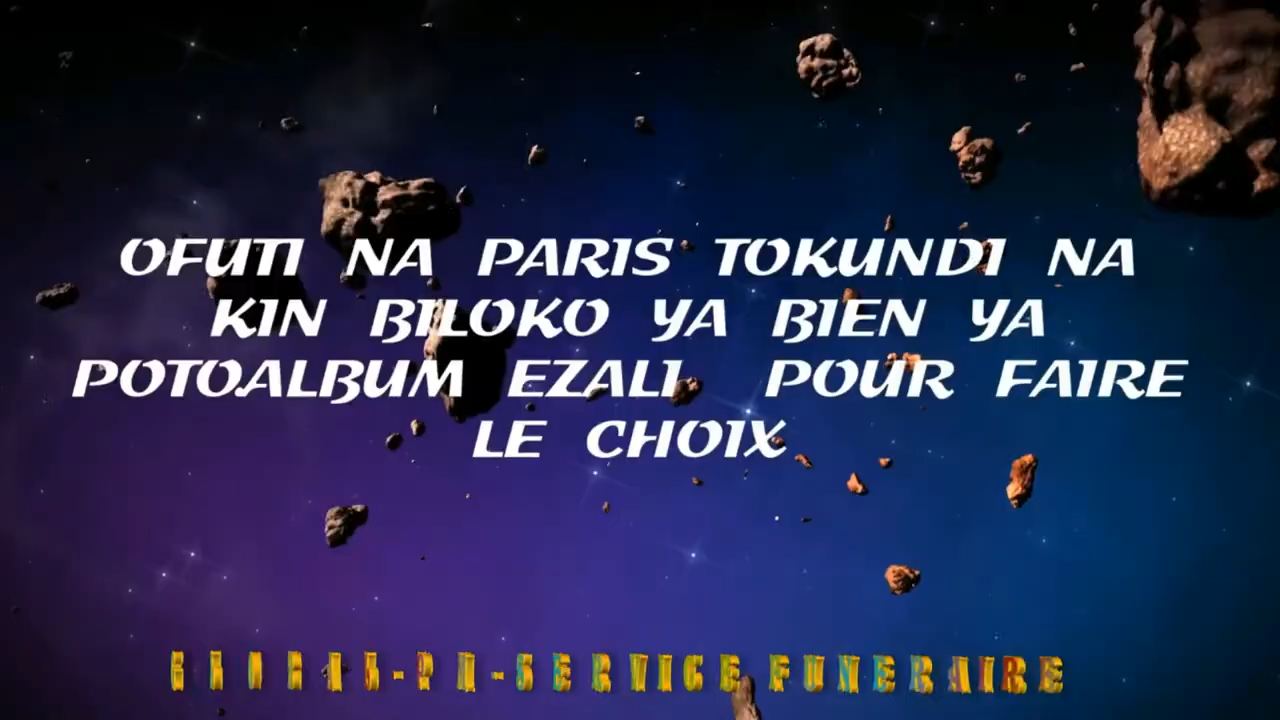 OFUTI NA PARIS TOKUNDI NA
KIN BILOKO YA BIEN YA
POTOALBUM EZALI POUR FAIRE
LE CHOIX
SERVICE FUNERAIRE